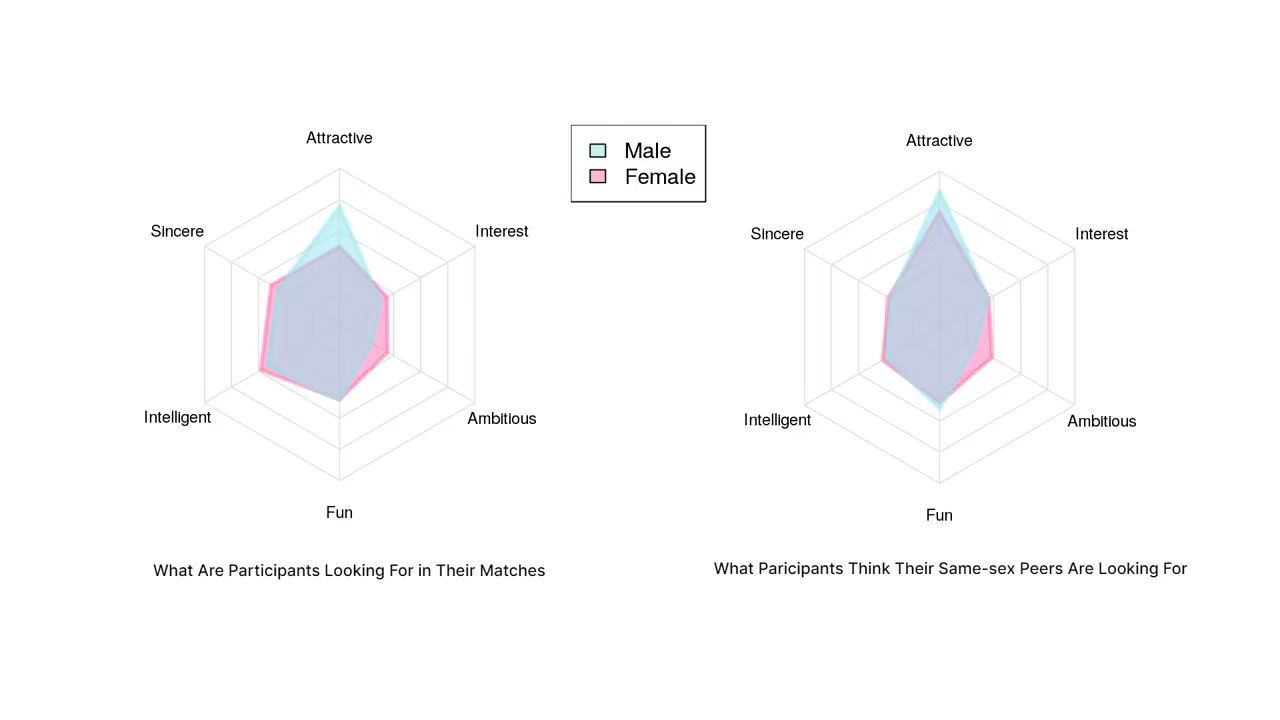 Male
Female
Attractive
Sincere
Interest
Intelligent
Ambitious
Fun
What Are Participants Looking For in Their Matches
Attractive
Sincere
Interest
Intelligent
Ambitious
Fun
What Paricipants Think Their Same-sex Peers Are Looking For